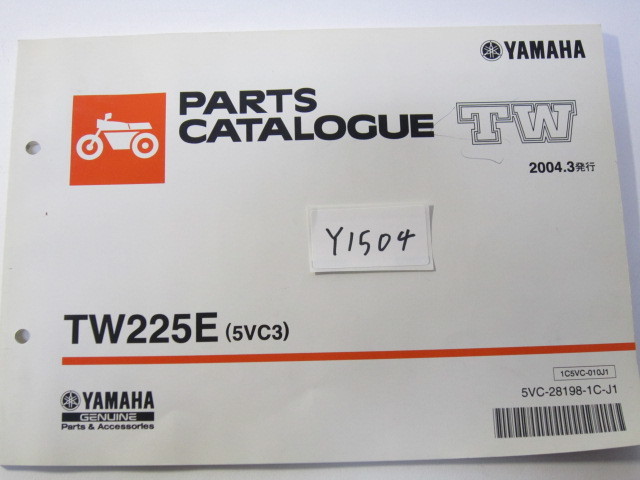 YAMAHA
PARTS
CATALOGUE
TW
2004.3発行
Y1504
TW225E (5VC3)
1C5VC-010J1
YAMAHA
GENUINE
Parts & Accessories
5VC-28198-1C-J1